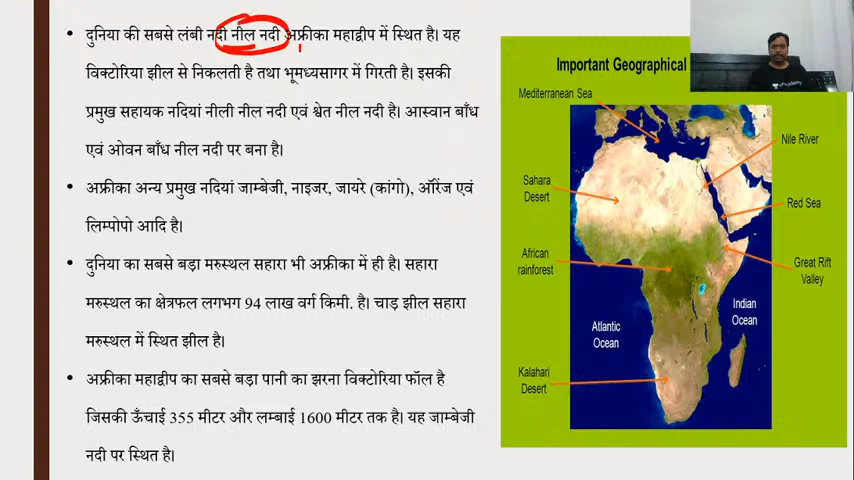 दुनिया की सबसे लंबी नदी नील नदी अफ्रीका महाद्वीप में स्थित है। यह
विक्टोरिया झील से निकलती है तथा भूमध्यसागर में गिरती है। इसकी
प्रमुख सहायक नदियां नीली नील नदी एवं श्वेत नील नदी है। आस्वान बाँध
एवं ओवन बाँध नील नदी पर बना है।
अफ्रीका अन्य प्रमुख नदियां जाम्बेजी, नाइजर, जायरे (कांगो), ऑरेंज एवं
लिम्पोपो आदि है।
दुनिया का सबसे बड़ा मरुस्थल सहारा भी अफ्रीका में ही है। सहारा
मरुस्थल का क्षेत्रफल लगभग 94 लाख वर्ग किमी. है। चाड़ झील सहारा
मरुस्थल में स्थित झील है।
अफ्रीका महाद्वीप का सबसे बड़ा पानी का झरना विक्टोरिया फॉल है
जिसकी ऊँचाई 355 मीटर और लम्बाई 1600 मीटर तक है। यह जाम्बेजी
नदी पर स्थित है।
Important Geographical
Mediterranean Sea
Nile River
Sahara
Desert
Red Sea
African
rainforest
Great Rift
Valley
Indian
Ocean
Atlantic
Ocean
Kalahari
Desert